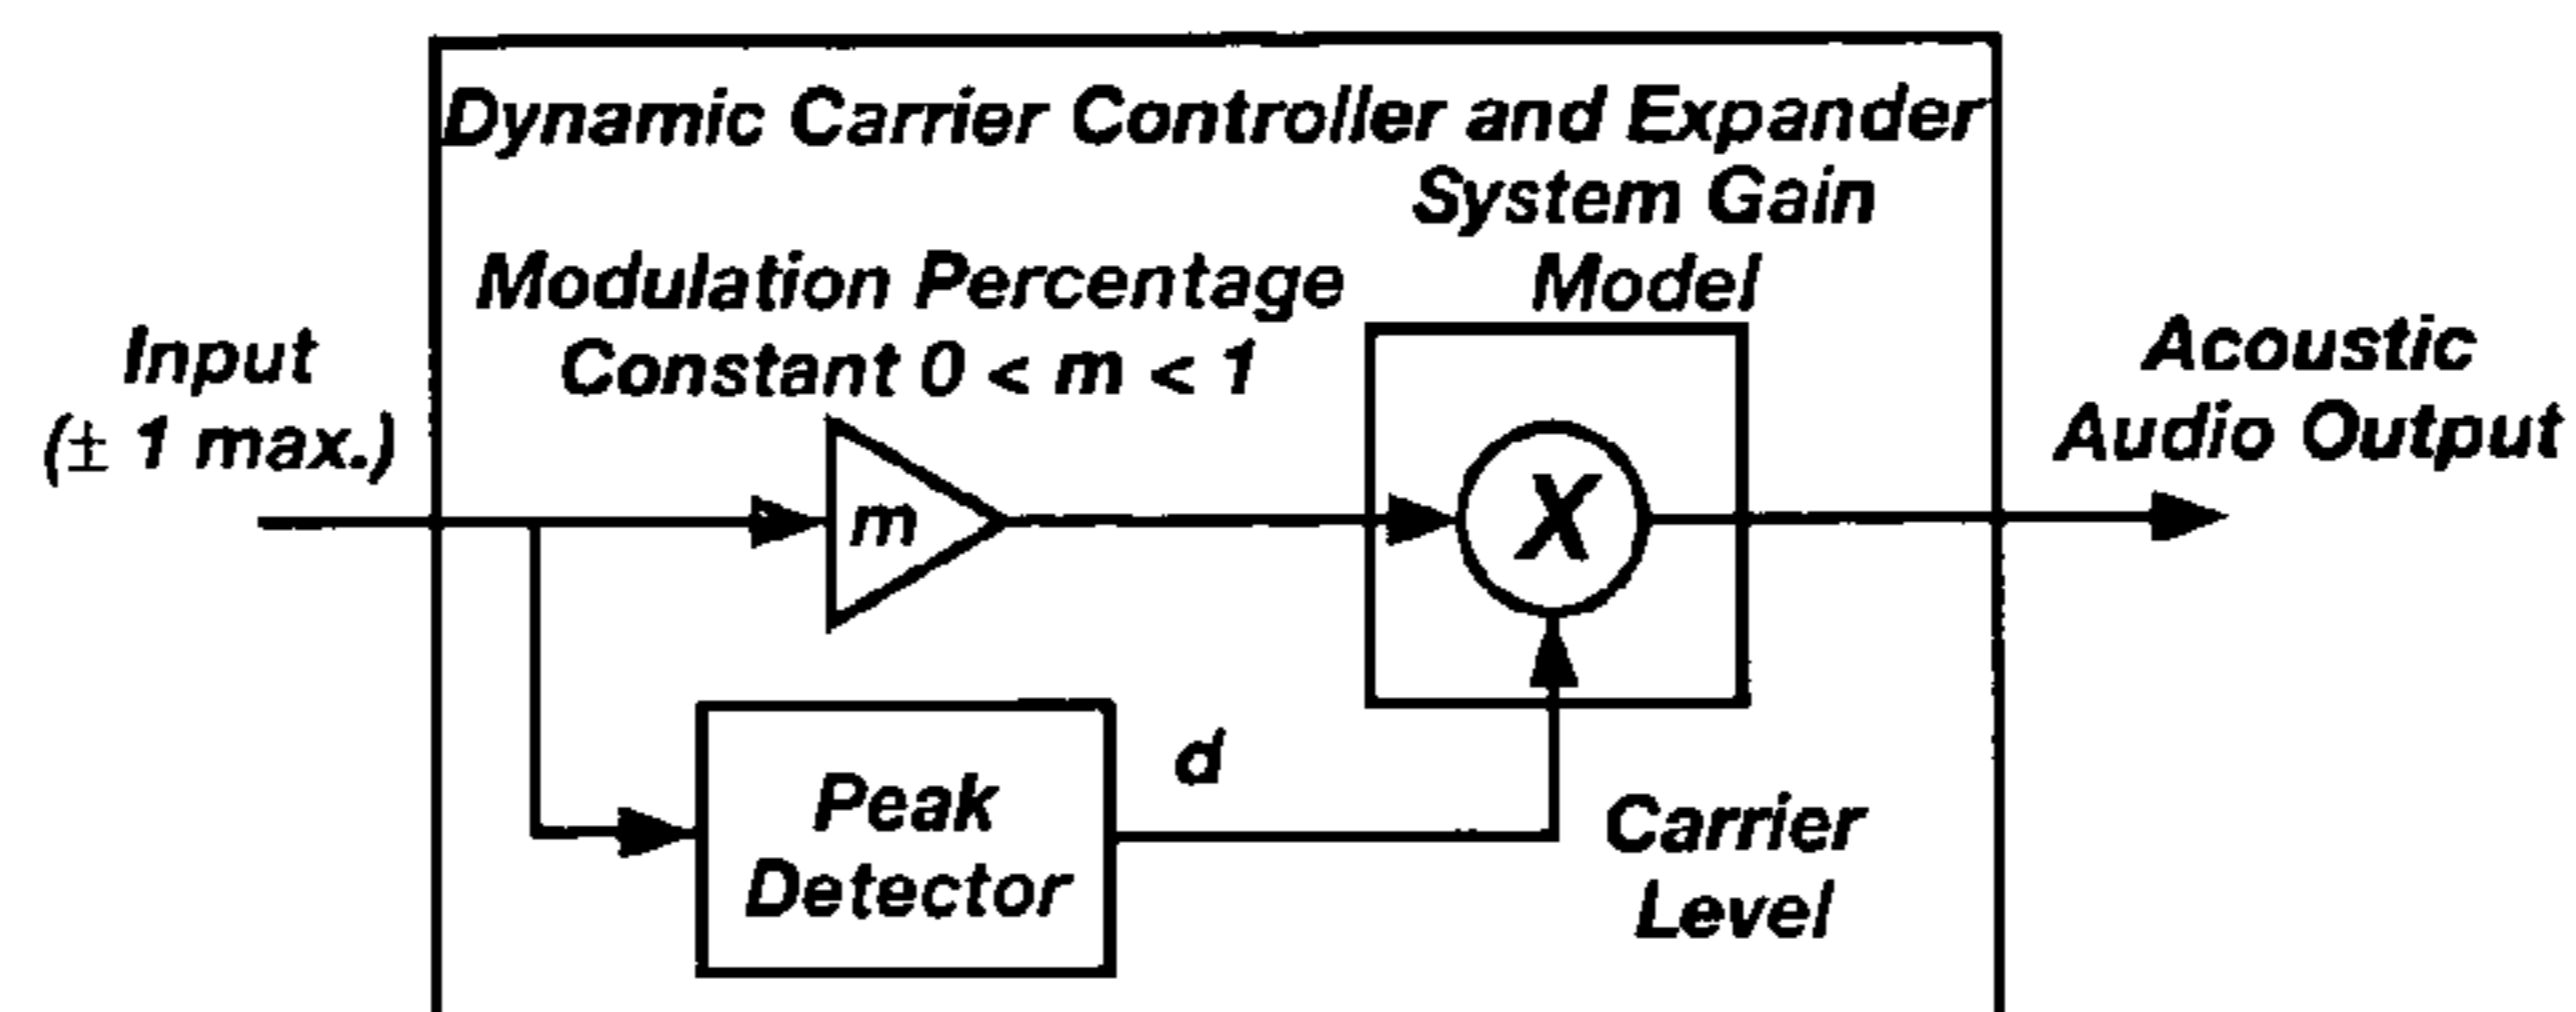 Dynamic Carrier Controller and Expander
System Gain
Model
Modulation Percentage
Constant 0 < m < 1
Input
(± 1 max.)
Acoustic
Audio Output
m
X
Peak
Detector
d
Carrier
Level